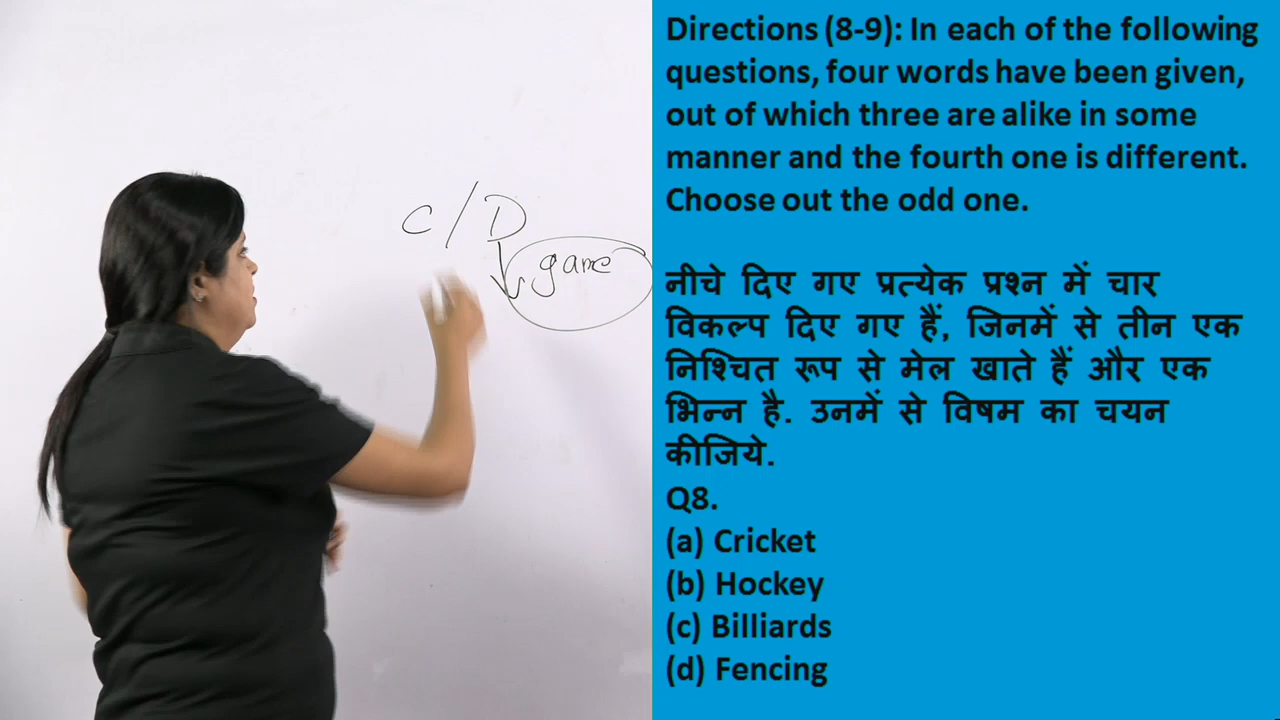 C / D
game
Directions (8-9): In each of the following
questions, four words have been given,
out of which three are alike in some
manner and the fourth one is different.
Choose out the odd one.
नीचे दिए गए प्रत्येक प्रश्न में चार
विकल्प दिए गए हैं, जिनमें से तीन एक
निश्चित रूप से मेल खाते हैं और एक
भिन्न है. उनमें से विषम का चयन
कीजिये.
Q8.
(a) Cricket
(b) Hockey
(c) Billiards
(d) Fencing